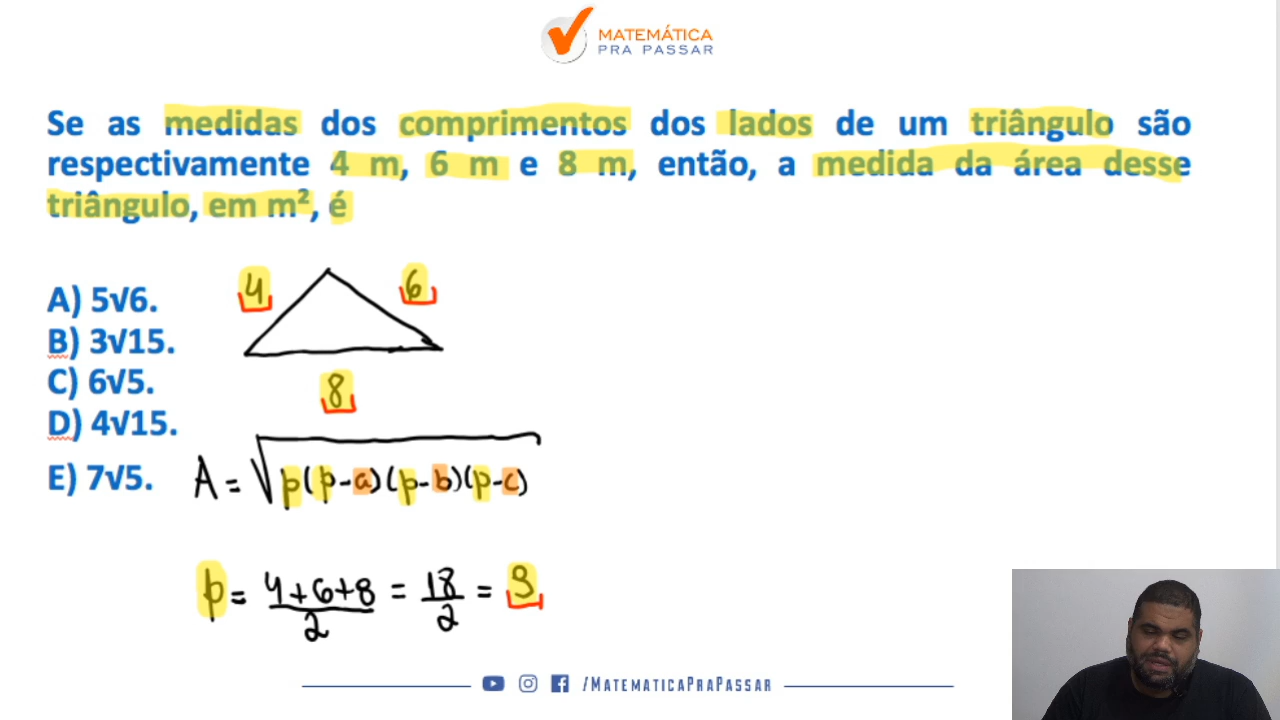 MATEMÁTICA
PRA PASSAR
Se as medidas dos comprimentos dos lados de um triângulo são
respectivamente 4 m, 6 m e 8 m, então, a medida da área desse
triângulo, em m², é
A) 5√6.
B) 3√15.
C) 6√5.
D) 4√15.
E) 7√5.
4
6
8
A = √p(p-a)(p-b)(p-c)
p = 4+6+8/2 = 18/2 = 9
/MATEMATICAPRAPASSAR